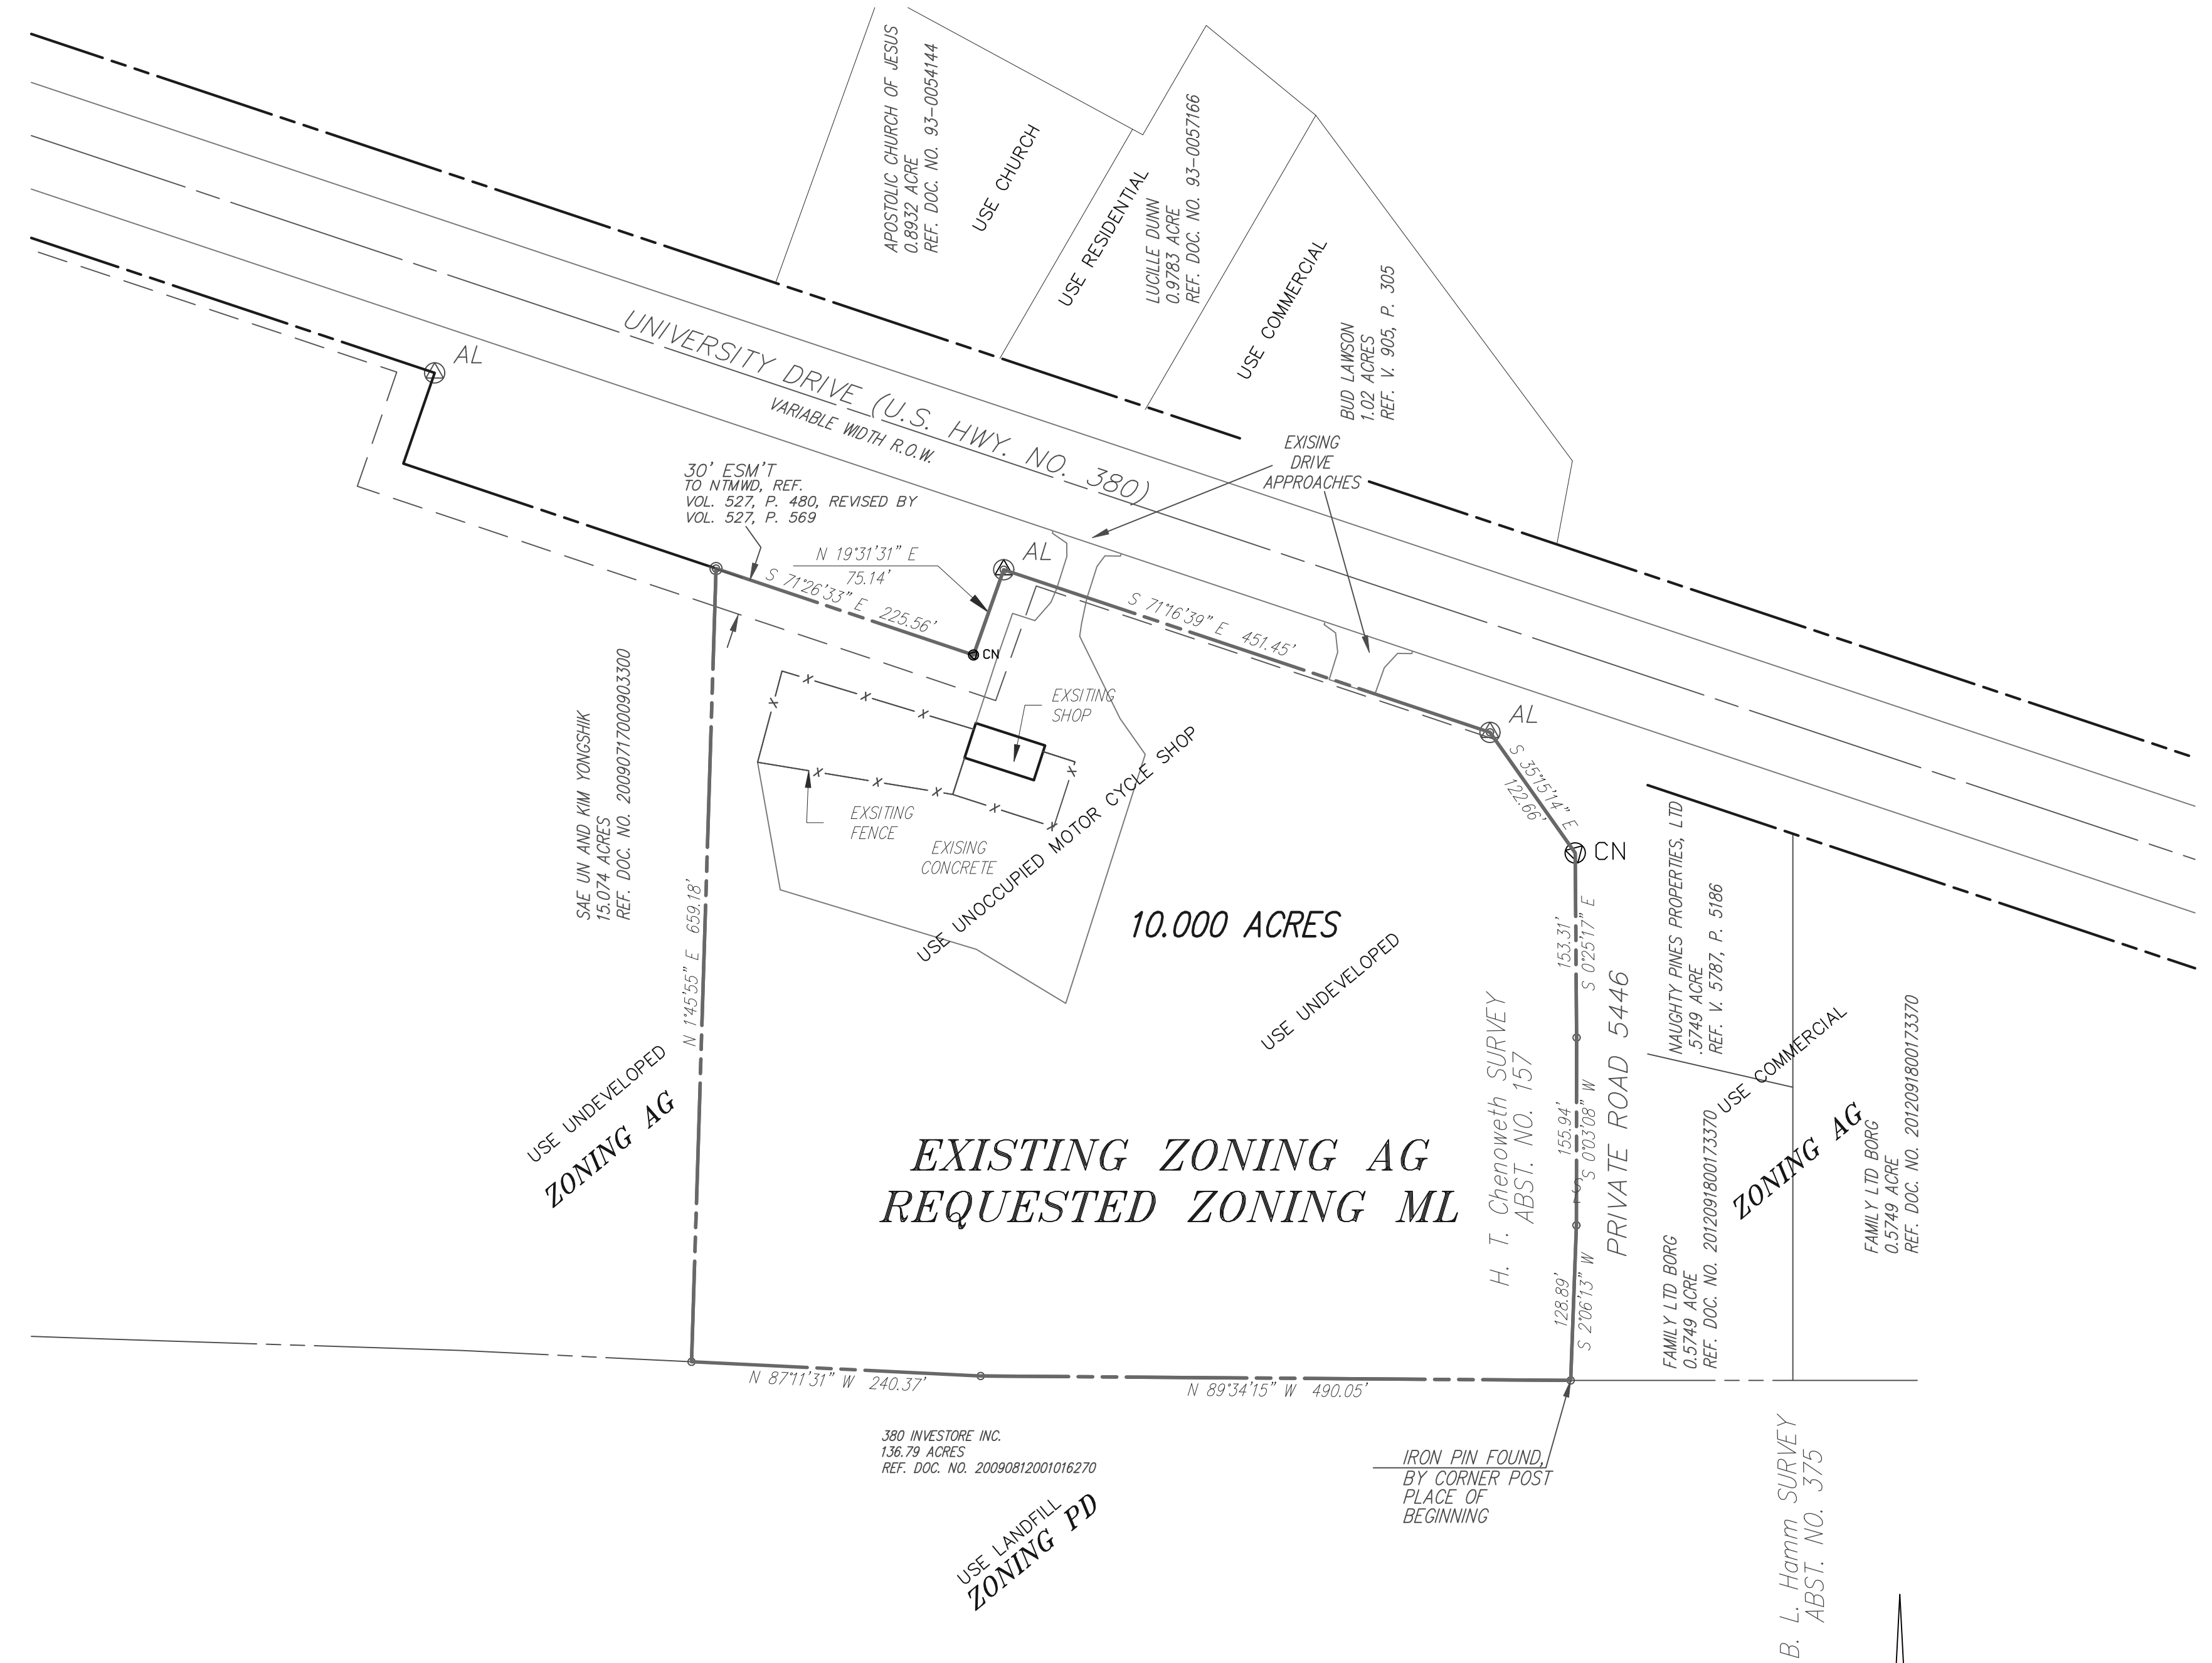 APOSTOLIC CHURCH OF JESUS
0.8932 ACRE
REF. DOC. NO. 93-0054144
USE CHURCH
USE RESIDENTIAL
LUCILLE DUNN
0.9783 ACRE
REF. DOC. NO. 93-0057166
USE COMMERCIAL
BUD LAWSON
1.02 ACRES
REF. V. 905, P. 305
EXISING
DRIVE
APPROACHES
UNIVERSITY DRIVE (U.S. HWY. NO. 380)
VARIABLE WIDTH R.O.W.
AL
30' ESM'T
TO NTMWD, REF.
VOL. 527, P. 480, REVISED BY
VOL. 527, P. 569
N 19°31'31" E
75.14'
S 71°26'33" E 225.56'
CN
AL
S 71°16'39" E 451.45'
AL
S 35°15'14" E
122.66'
CN
SAE UN AND KIM YONGSHIK
15.074 ACRES
REF. DOC. NO. 20090717000903300
EXSITING
SHOP
EXSITING
FENCE
EXISING
CONCRETE
USE UNOCCUPIED MOTOR CYCLE SHOP
10.000 ACRES
USE UNDEVELOPED
N 1°45'55" E 659.18'
USE UNDEVELOPED
ZONING AG
EXISTING ZONING AG
REQUESTED ZONING ML
H. T. Chenoweth SURVEY
ABST. NO. 157
153.31'
S 0°25'17" E
155.94'
S 0°03'08" W
128.89'
S 2°06'13" W
PRIVATE ROAD 5446
NAUGHTY PINES PROPERTIES, LTD
.5749 ACRE
REF. V. 5787, P. 5186
USE COMMERCIAL
ZONING AG
FAMILY LTD BORG
0.5749 ACRE
REF. DOC. NO. 20120918001173370
FAMILY LTD BORG
0.5749 ACRE
REF. DOC. NO. 20120918001173370
N 87°11'31" W 240.37'
N 89°34'15" W 490.05'
380 INVESTORE INC.
136.79 ACRES
REF. DOC. NO. 20090812001016270
USE LANDFILL
ZONING PD
IRON PIN FOUND,
BY CORNER POST
PLACE OF
BEGINNING
B. L. Hamm SURVEY
ABST. NO. 375